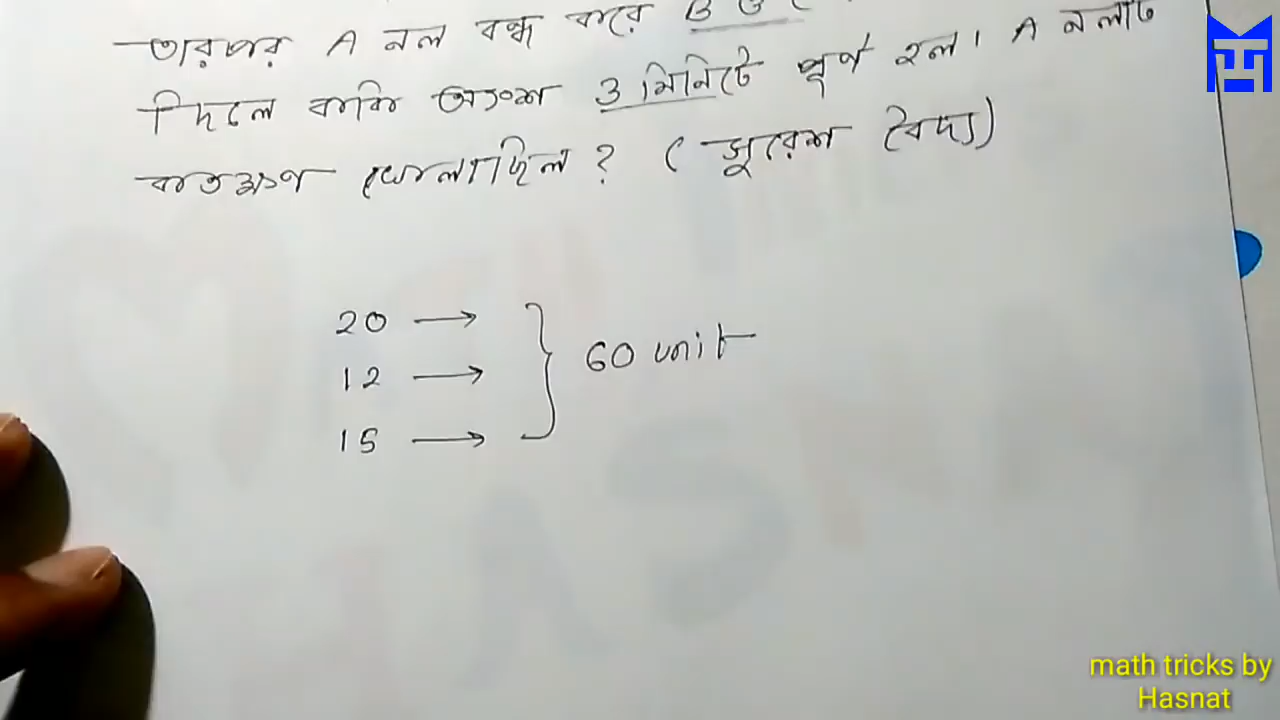 তারপর A নল বন্ধ করে B ও C
দিলে বাকি অংশ 3 মিনিটে পূর্ণ হল। A নলটি
কতক্ষণ খোলাছিল? (সুরেশ বৈদ্য)
20 →
12 →
15 →
} 60 unit
math tricks by
Hasnat